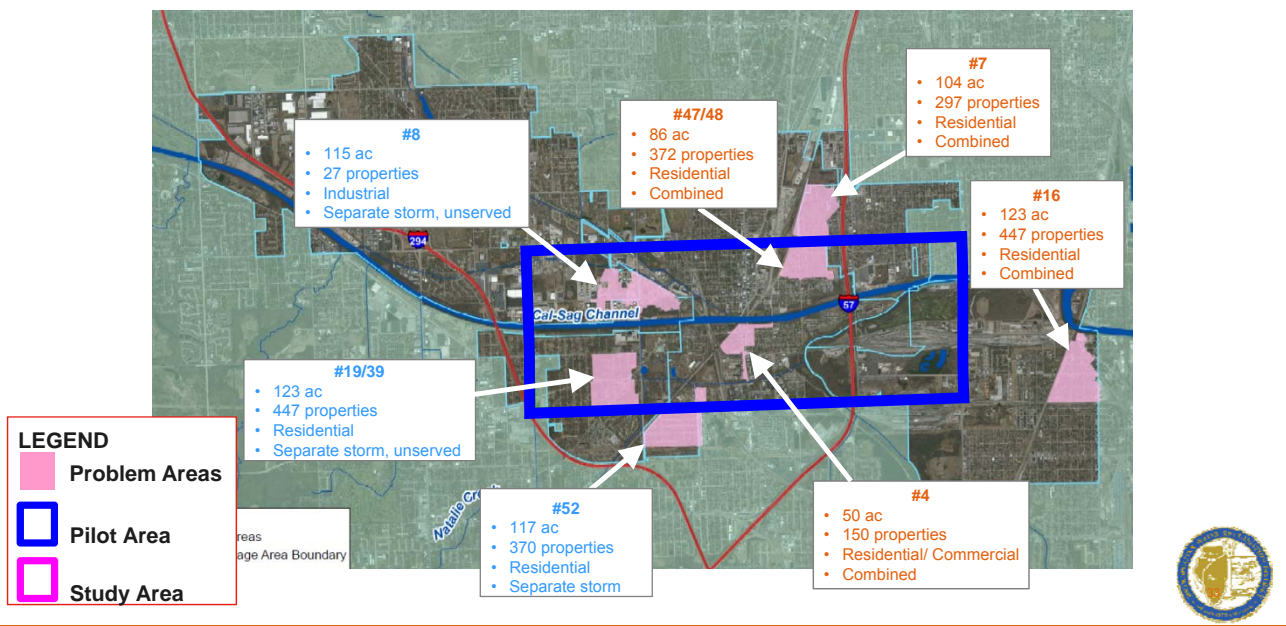 #7
• 104 ac
• 297 properties
• Residential
• Combined
#47/48
• 86 ac
• 372 properties
• Residential
• Combined
#8
• 115 ac
• 27 properties
• Industrial
• Separate storm, unserved
#16
• 123 ac
• 447 properties
• Residential
• Combined
294
57
Cal-Sag Channel
#19/39
• 123 ac
• 447 properties
• Residential
• Separate storm, unserved
LEGEND
Problem Areas
Pilot Area
Study Area
reas
age Area Boundary
Natalie Creek
#52
• 117 ac
• 370 properties
• Residential
• Separate storm
#4
• 50 ac
• 150 properties
• Residential/ Commercial
• Combined